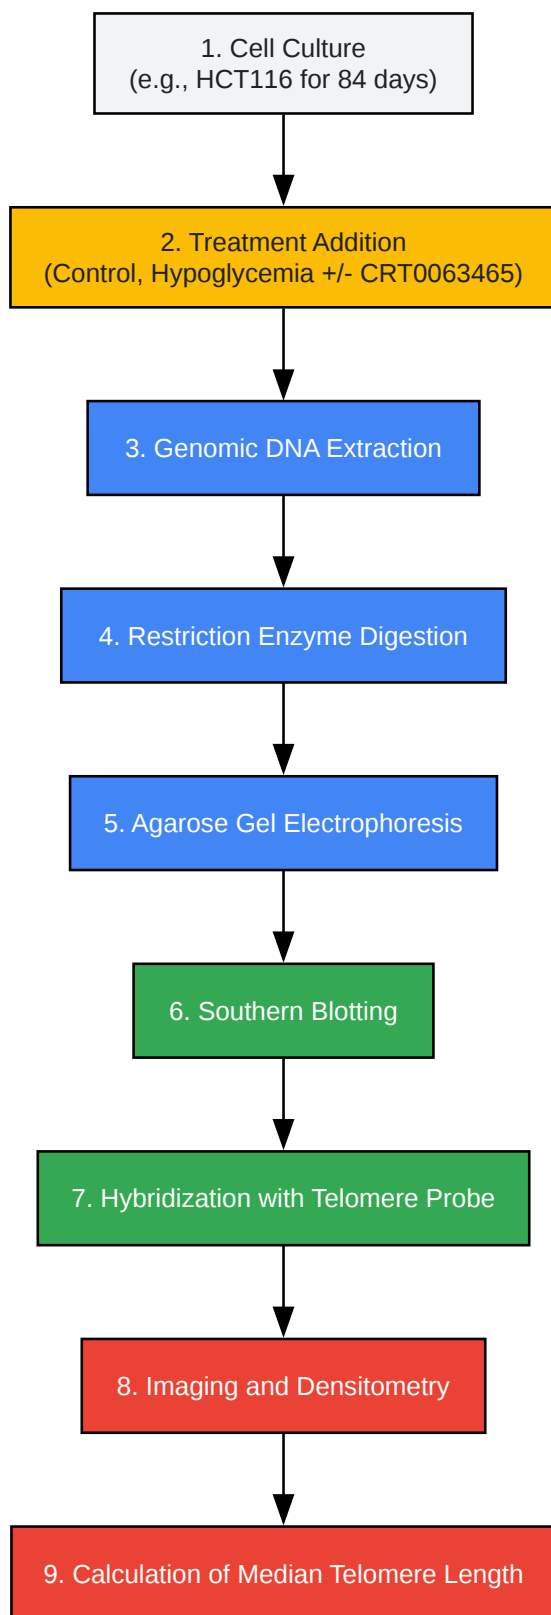 1. Cell Culture
(e.g., HCT116 for 84 days)
2. Treatment Addition
(Control, Hypoglycemia +/- CRT0063465)
3. Genomic DNA Extraction
4. Restriction Enzyme Digestion
5. Agarose Gel Electrophoresis
6. Southern Blotting
7. Hybridization with Telomere Probe
8. Imaging and Densitometry
9. Calculation of Median Telomere Length